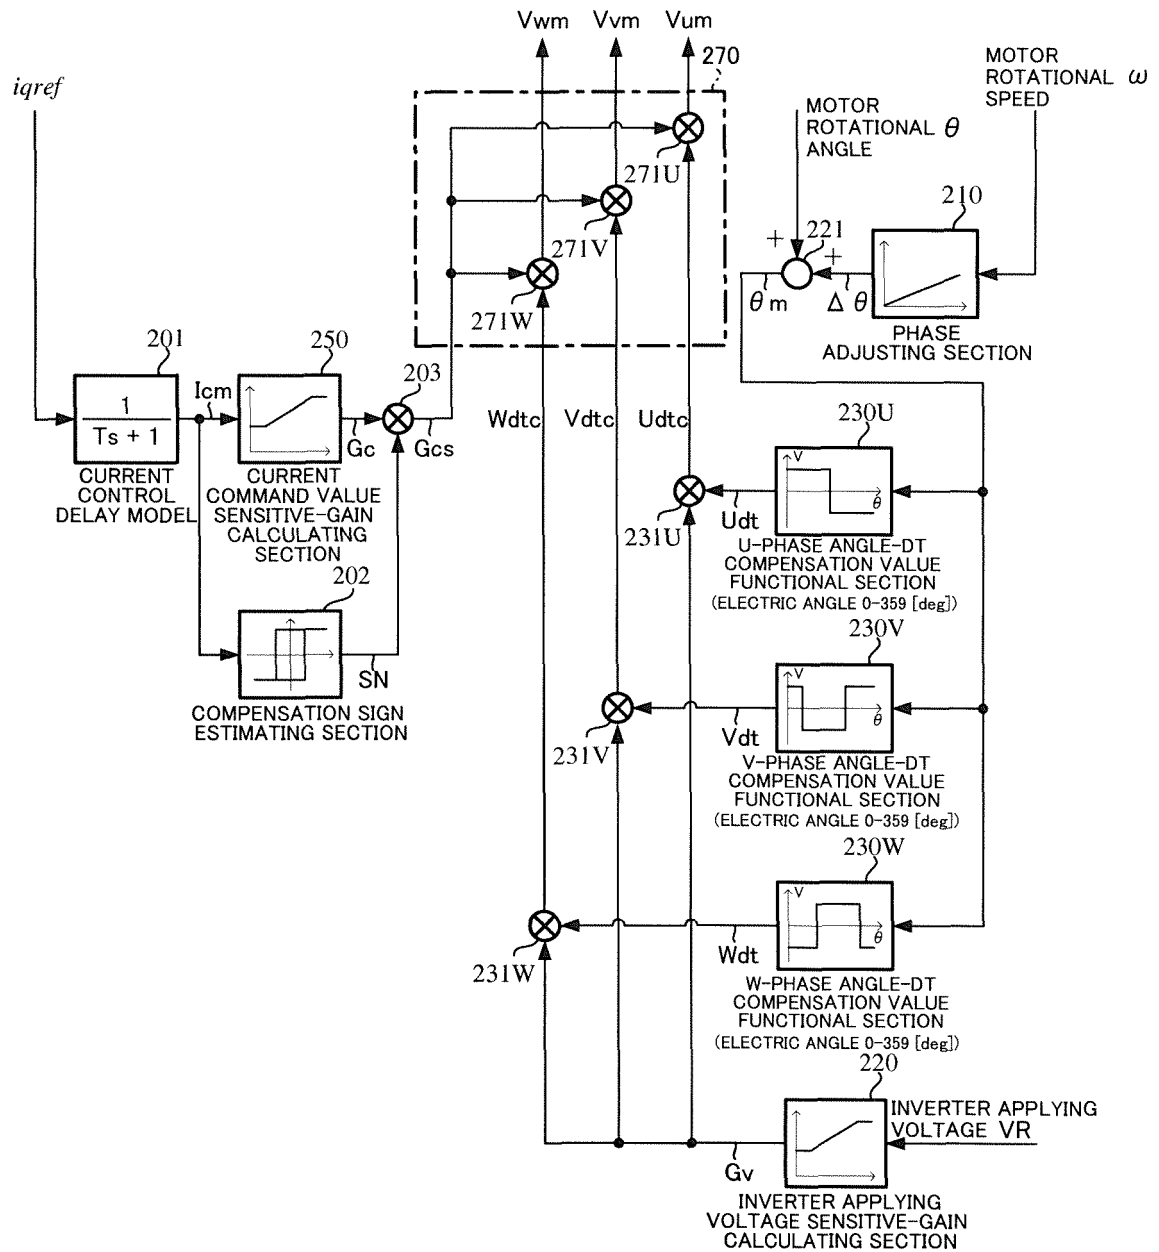 Vwm Vvm Vum
270
iqref
MOTOR
ROTATIONAL ω
SPEED
MOTOR
ROTATIONAL θ
ANGLE
271U
271V
271W
210
221
+
+
θm
Δθ
PHASE
ADJUSTING SECTION
201
1
Ts + 1
CURRENT
CONTROL
DELAY MODEL
Icm
250
CURRENT
COMMAND VALUE
SENSITIVE-GAIN
CALCULATING
SECTION
Gc
203
Gcs
202
SN
COMPENSATION SIGN
ESTIMATING SECTION
Wdtc Vdtc Udtc
230U
V
θ
Udt
231U
U-PHASE ANGLE-DT
COMPENSATION VALUE
FUNCTIONAL SECTION
(ELECTRIC ANGLE 0-359 [deg])
230V
V
θ
Vdt
231V
V-PHASE ANGLE-DT
COMPENSATION VALUE
FUNCTIONAL SECTION
(ELECTRIC ANGLE 0-359 [deg])
230W
V
θ
Wdt
231W
W-PHASE ANGLE-DT
COMPENSATION VALUE
FUNCTIONAL SECTION
(ELECTRIC ANGLE 0-359 [deg])
220
INVERTER APPLYING
VOLTAGE VR
Gv
INVERTER APPLYING
VOLTAGE SENSITIVE-GAIN
CALCULATING SECTION